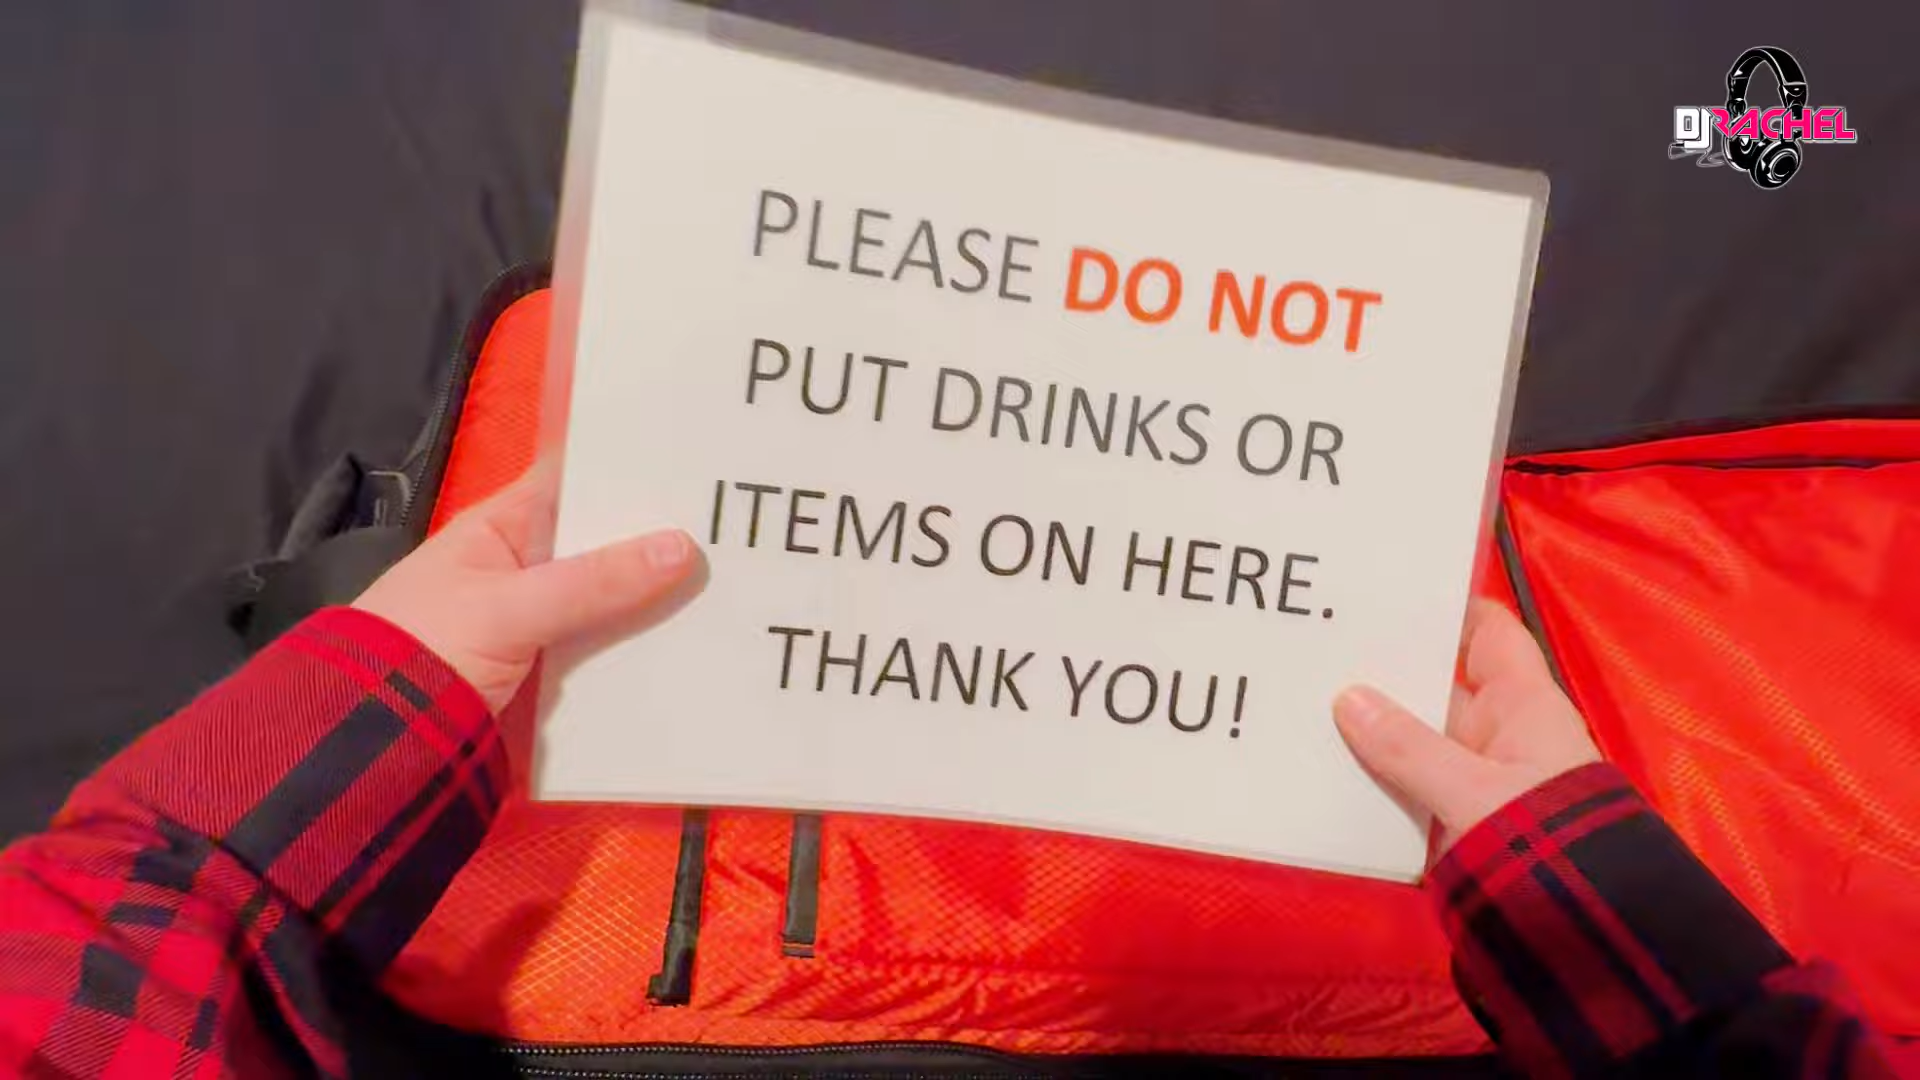 DJ RACHEL
PLEASE DO NOT
PUT DRINKS OR
ITEMS ON HERE.
THANK YOU!